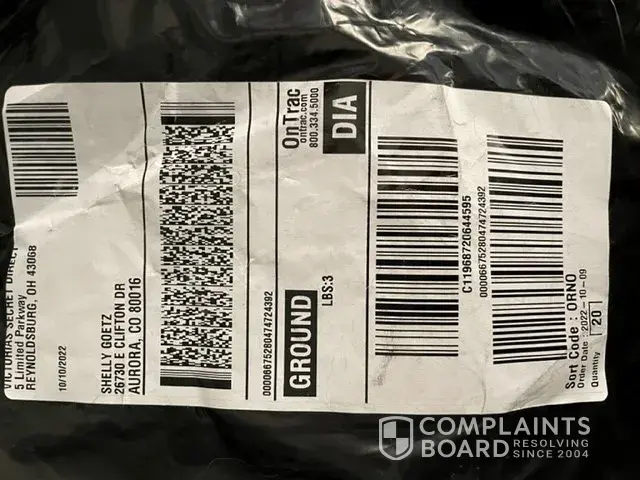 VICTORIAS SECRET DIRECT
5 Limited Parkway
REYNOLDSBURG, OH 43068
10/10/2022
SHELLY GOETZ
26730 E CLIFTON DR
AURORA, CO 80016
00006675280474724392
GROUND
LBS:3
OnTrac
ontrac.com
800.334.5000
DIA
C11968720644595
00006675280474724392
Sort Code : ORNO
Order Date : 2022-10-09
Quantity
20
COMPLAINTS
BOARD
RESOLVING
SINCE 2004